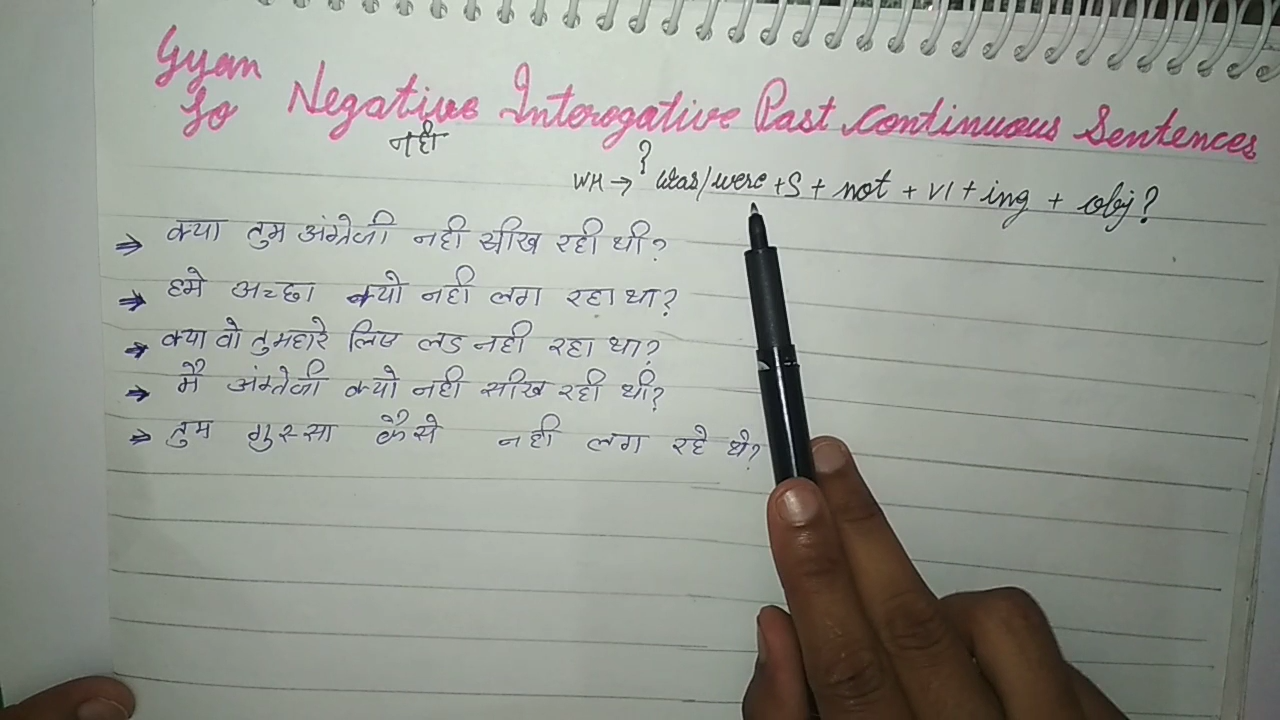 Gyan Negative Interogative Past Continuous Sentences
So
नही
WH → ? was/were + S + not + V1 + ing + obj?
⇒ क्या तुम अंग्रेजी नही सीख रही थी?
⇒ हमे अच्छा क्यो नही लग रहा था?
⇒ क्या वो तुमहारे लिए लड नही रहा था?
⇒ मै अंग्रेजी क्यो नही सीख रही थी?
⇒ तुम गुस्सा कैसे नही लग रहे थे?